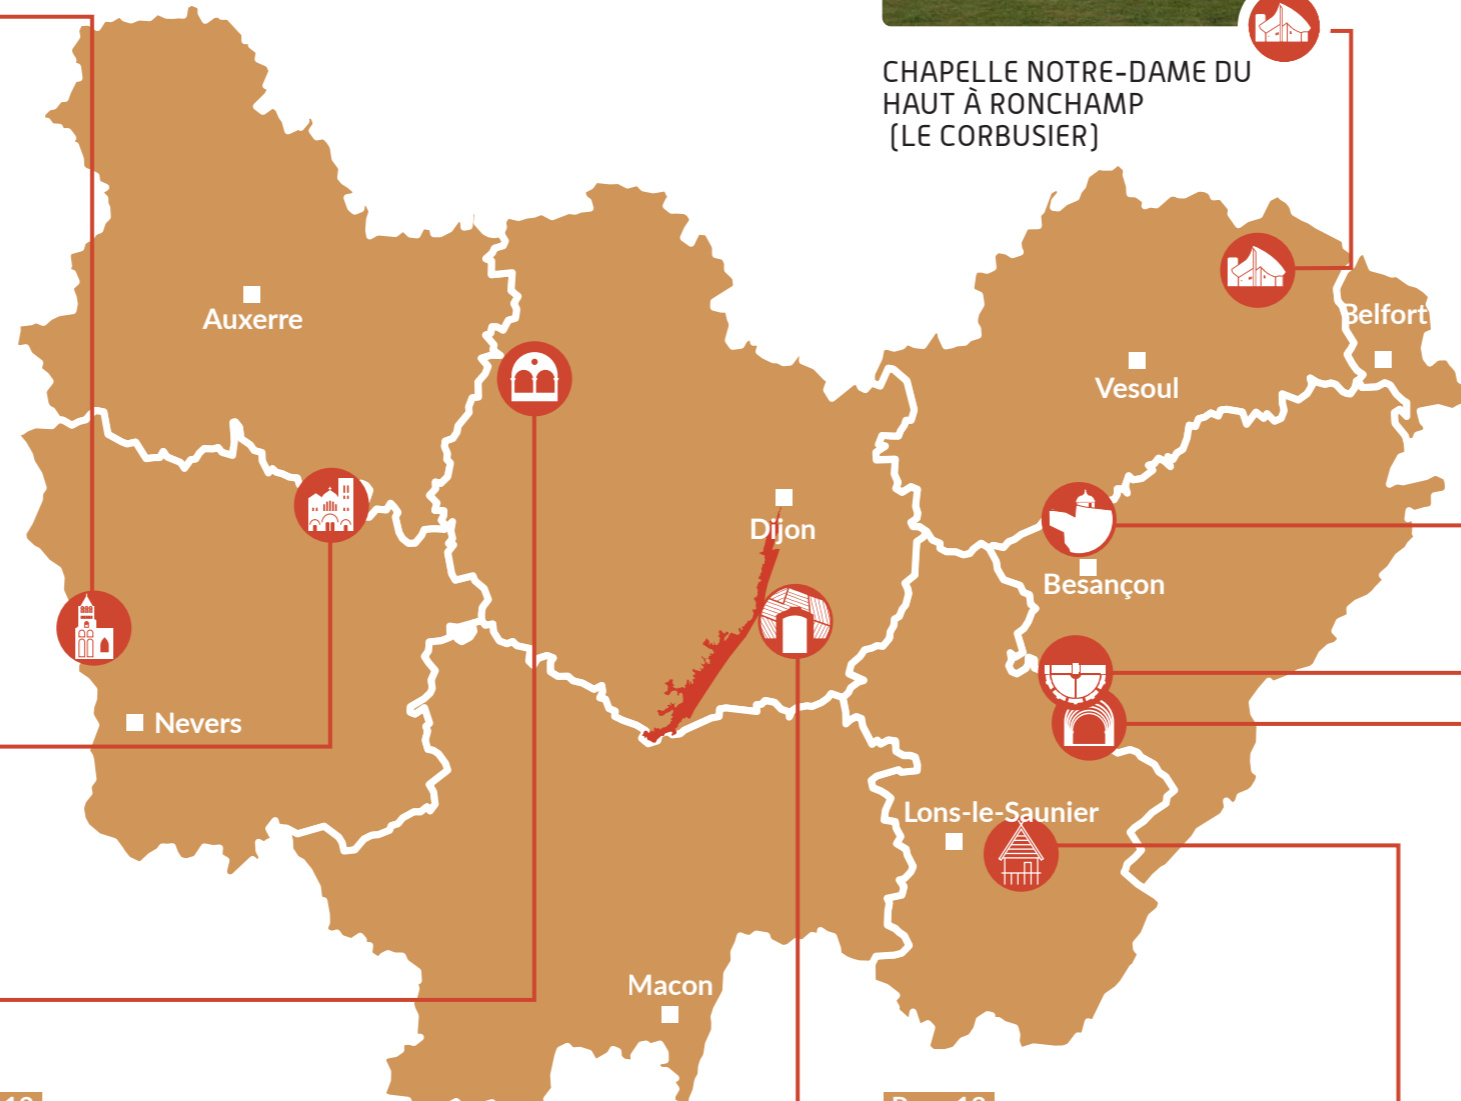 CHAPELLE NOTRE-DAME DU
HAUT À RONCHAMP
(LE CORBUSIER)
Auxerre
Belfort
Vesoul
Dijon
Besançon
Nevers
Lons-le-Saunier
Macon